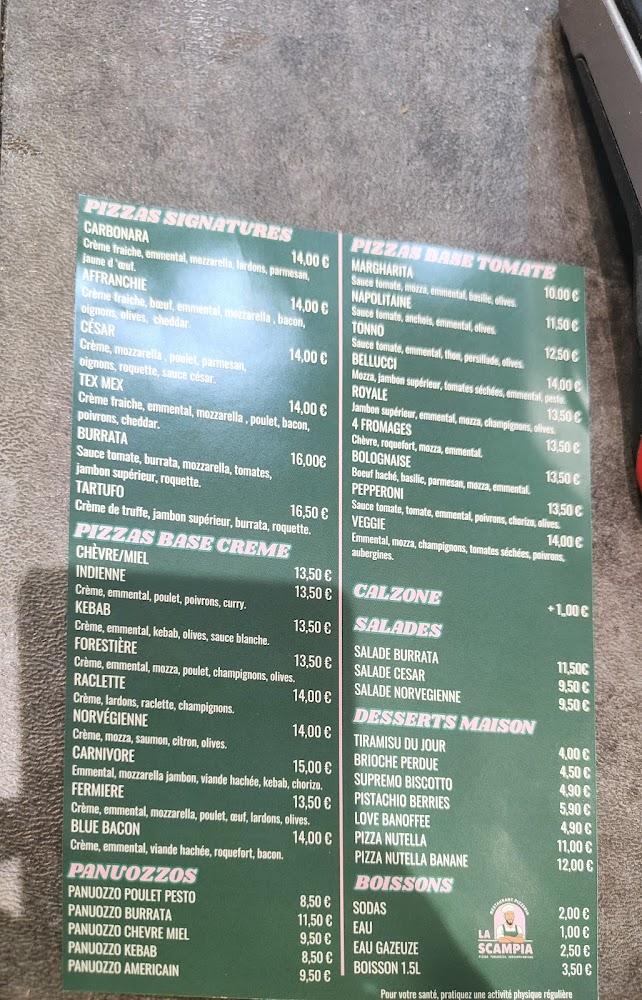 PIZZAS SIGNATURES
CARBONARA
14,00 €
Crème fraiche, emmental, mozzarella, lardons, parmesan,
jaune d 'œuf.
AFFRANCHIE
14,00 €
Crème fraiche, bœuf, emmental, mozzarella , bacon,
oignons, olives, cheddar.
CÉSAR
14,00 €
Crème, mozzarella , poulet, parmesan,
oignons, roquette, sauce césar.
TEX MEX
14,00 €
Crème fraiche, emmental, mozzarella , poulet, bacon,
poivrons, cheddar.
BURRATA
16,00€
Sauce tomate, burrata, mozzarella, tomates,
jambon supérieur, roquette.
TARTUFO
16,50 €
Crème de truffe, jambon supérieur, burrata, roquette.
PIZZAS BASE CREME
CHÈVRE/MIEL 13,50 €
INDIENNE 13,50 €
Crème, emmental, poulet, poivrons, curry.
KEBAB 13,50 €
Crème, emmental, kebab, olives, sauce blanche.
FORESTIÈRE 13,50 €
Crème, emmental, mozza, poulet, champignons, olives.
RACLETTE 14,00 €
Crème, lardons, raclette, champignons.
NORVÉGIENNE 14,00 €
Crème, mozza, saumon, citron, olives.
CARNIVORE 15,00 €
Emmental, mozzarella jambon, viande hachée, kebab, chorizo.
FERMIERE 13,50 €
Crème, emmental, mozzarella, poulet, œuf, lardons, olives.
BLUE BACON 14,00 €
Crème, emmental, viande hachée, roquefort, bacon.
PANUOZZOS
PANUOZZO POULET PESTO 8,50 €
PANUOZZO BURRATA 11,50 €
PANUOZZO CHEVRE MIEL 9,50 €
PANUOZZO KEBAB 8,50 €
PANUOZZO AMERICAIN 9,50 €
PIZZAS BASE TOMATE
MARGHARITA 10.00 €
Sauce tomate, mozza, emmental, basilic, olives.
NAPOLITAINE 11,50 €
Sauce tomate, anchois, emmental, olives.
TONNO 12,50 €
Sauce tomate, emmental, thon, persillade, olives.
BELLUCCI 14,00 €
Mozza, jambon supérieur, tomates séchées, emmental, pesto.
ROYALE 13,50 €
Jambon supérieur, emmental, mozza, champignons, olives.
4 FROMAGES 13,50 €
Chèvre, roquefort, mozza, emmental.
BOLOGNAISE 13,50 €
Boeuf haché, basilic, parmesan, mozza, emmental.
PEPPERONI 13,50 €
Sauce tomate, tomate, emmental, poivrons, chorizo, olives.
VEGGIE 14,00 €
Emmental, mozza, champignons, tomates séchées, poivrons,
aubergines.
CALZONE +1,,00 €
SALADES
SALADE BURRATA 11,50€
SALADE CESAR 9,50 €
SALADE NORVEGIENNE 9,50 €
DESSERTS MAISON
TIRAMISU DU JOUR 4,00 €
BRIOCHE PERDUE 4,50 €
SUPREMO BISCOTTO 4,90 €
PISTACHIO BERRIES 5,90 €
LOVE BANOFFEE 4,90 €
PIZZA NUTELLA 11,00 €
PIZZA NUTELLA BANANE 12,00 €
BOISSONS
SODAS 2,00 €
EAU 1,00 €
EAU GAZEUZE 2,50 €
BOISSON 1.5L 3,50 €
LA
SCAMPIA
Pour votre santé, pratiquez une activité physique régulière